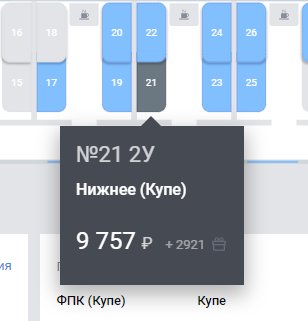 16 18 20 22 24 26
15 17 19 21 23 25
№21 2У
Нижнее (Купе)
9 757 ₽ + 2921
ия
ФПК (Купе) Купе